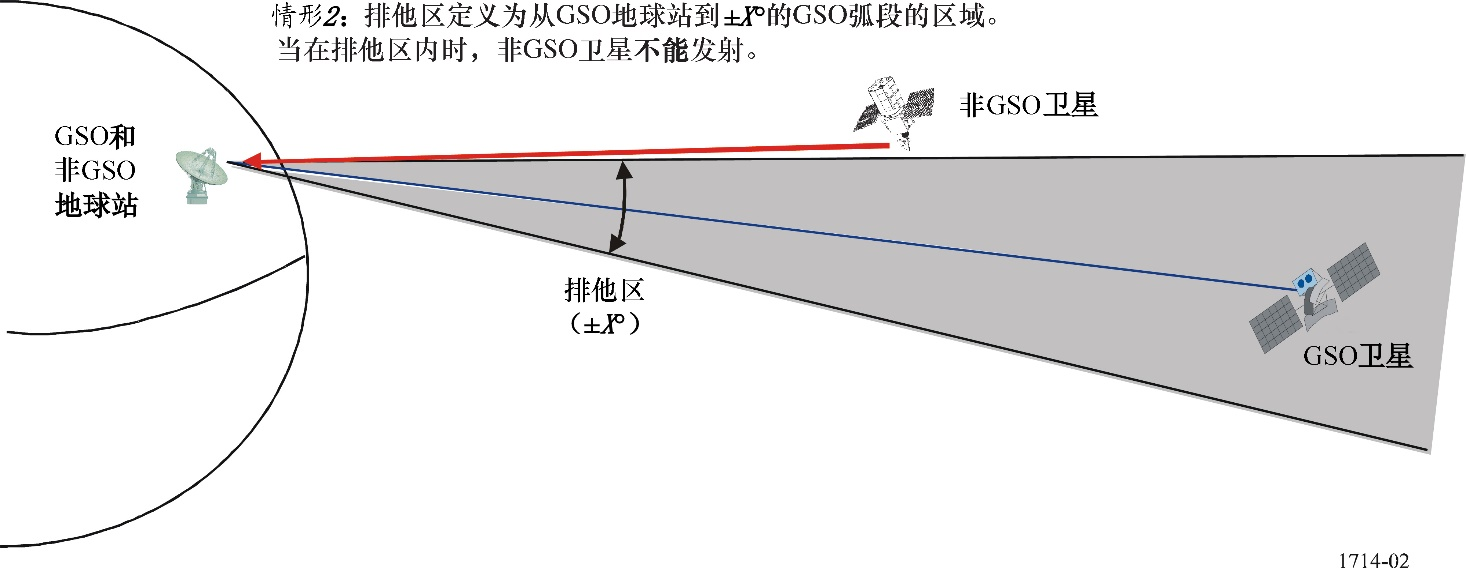 情形2：排他区定义为从GSO地球站到±X°的GSO弧段的区域。
当在排他区内时，非GSO卫星不能发射。
非GSO卫星
GSO和
非GSO
地球站
排他区
（±X°）
GSO卫星
1714-02